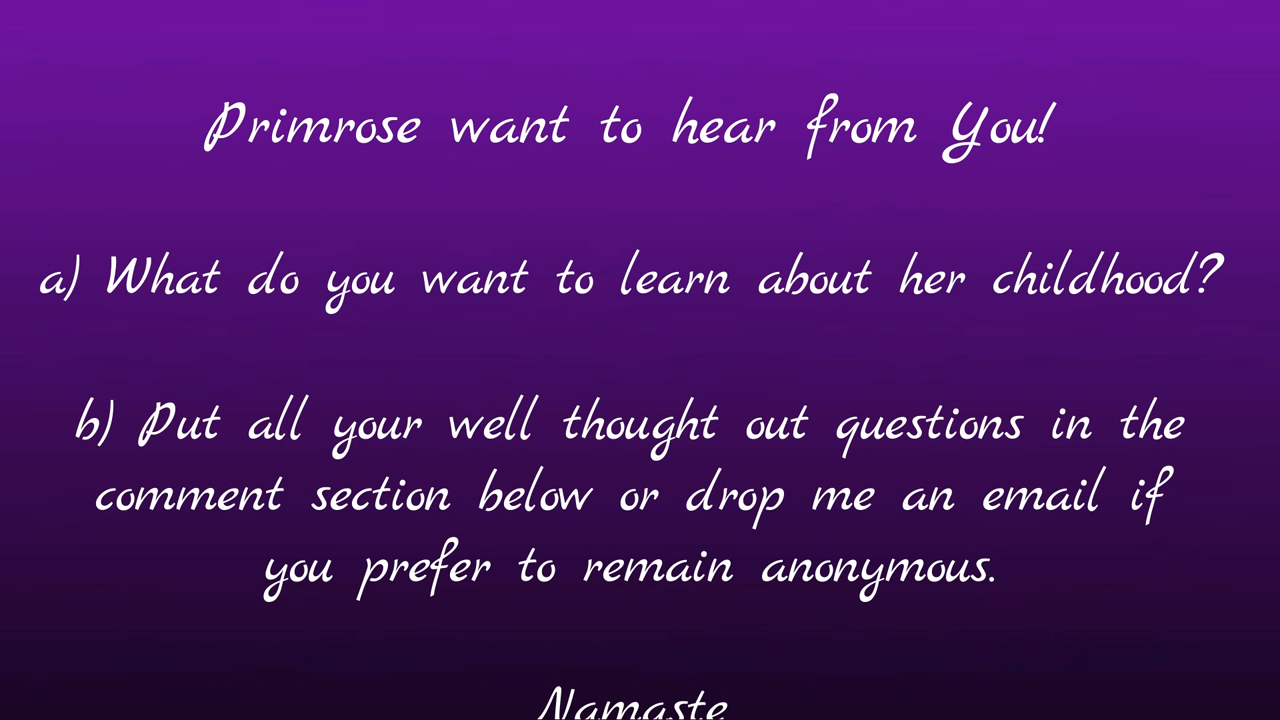 Primrose want to hear from You!
a) What do you want to learn about her childhood?
b) Put all your well thought out questions in the
comment section below or drop me an email if
you prefer to remain anonymous.
Namaste